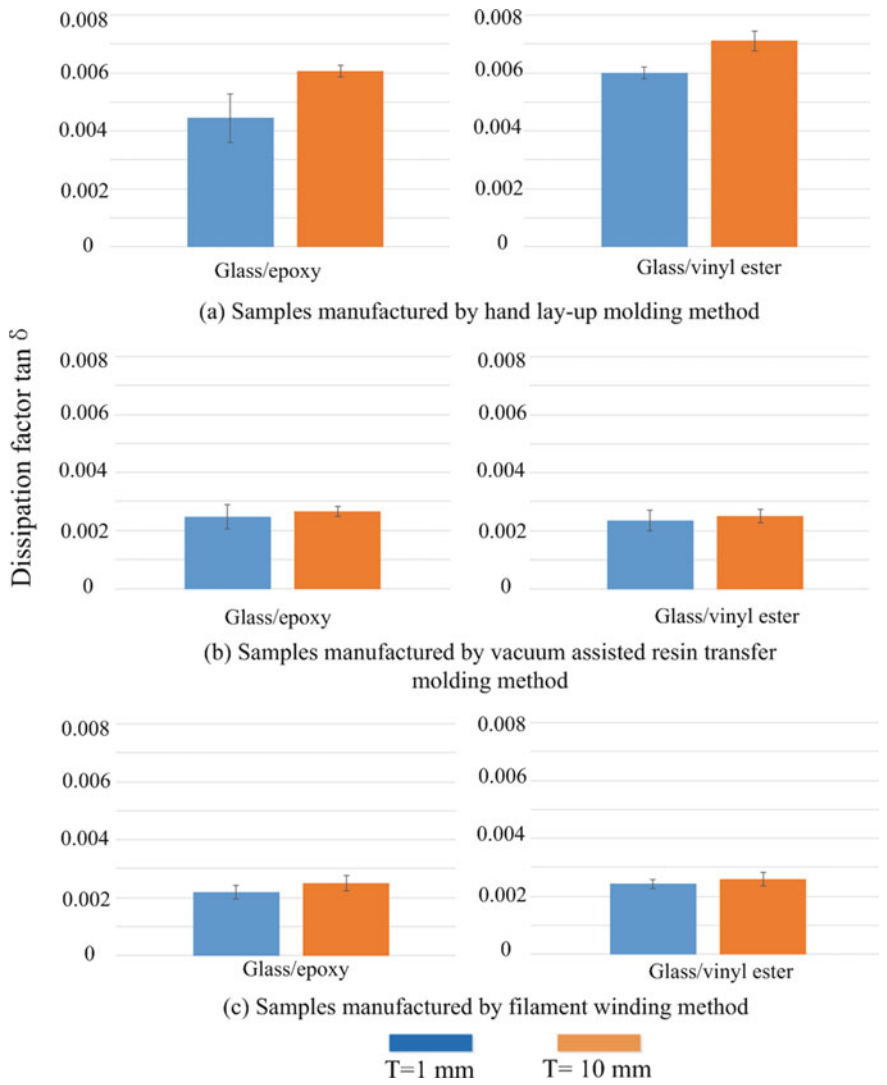 0.008
0.006
0.004
0.002
0
Glass/epoxy
0.008
0.006
0.004
0.002
0
Glass/vinyl ester
(a) Samples manufactured by hand lay-up molding method
Dissipation factor tan δ
0.008
0.006
0.004
0.002
0
Glass/epoxy
0.008
0.006
0.004
0.002
0
Glass/vinyl ester
(b) Samples manufactured by vacuum assisted resin transfer
molding method
0.008
0.006
0.004
0.002
0
Glass/epoxy
0.008
0.006
0.004
0.002
0
Glass/vinyl ester
(c) Samples manufactured by filament winding method
T=1 mm
T= 10 mm